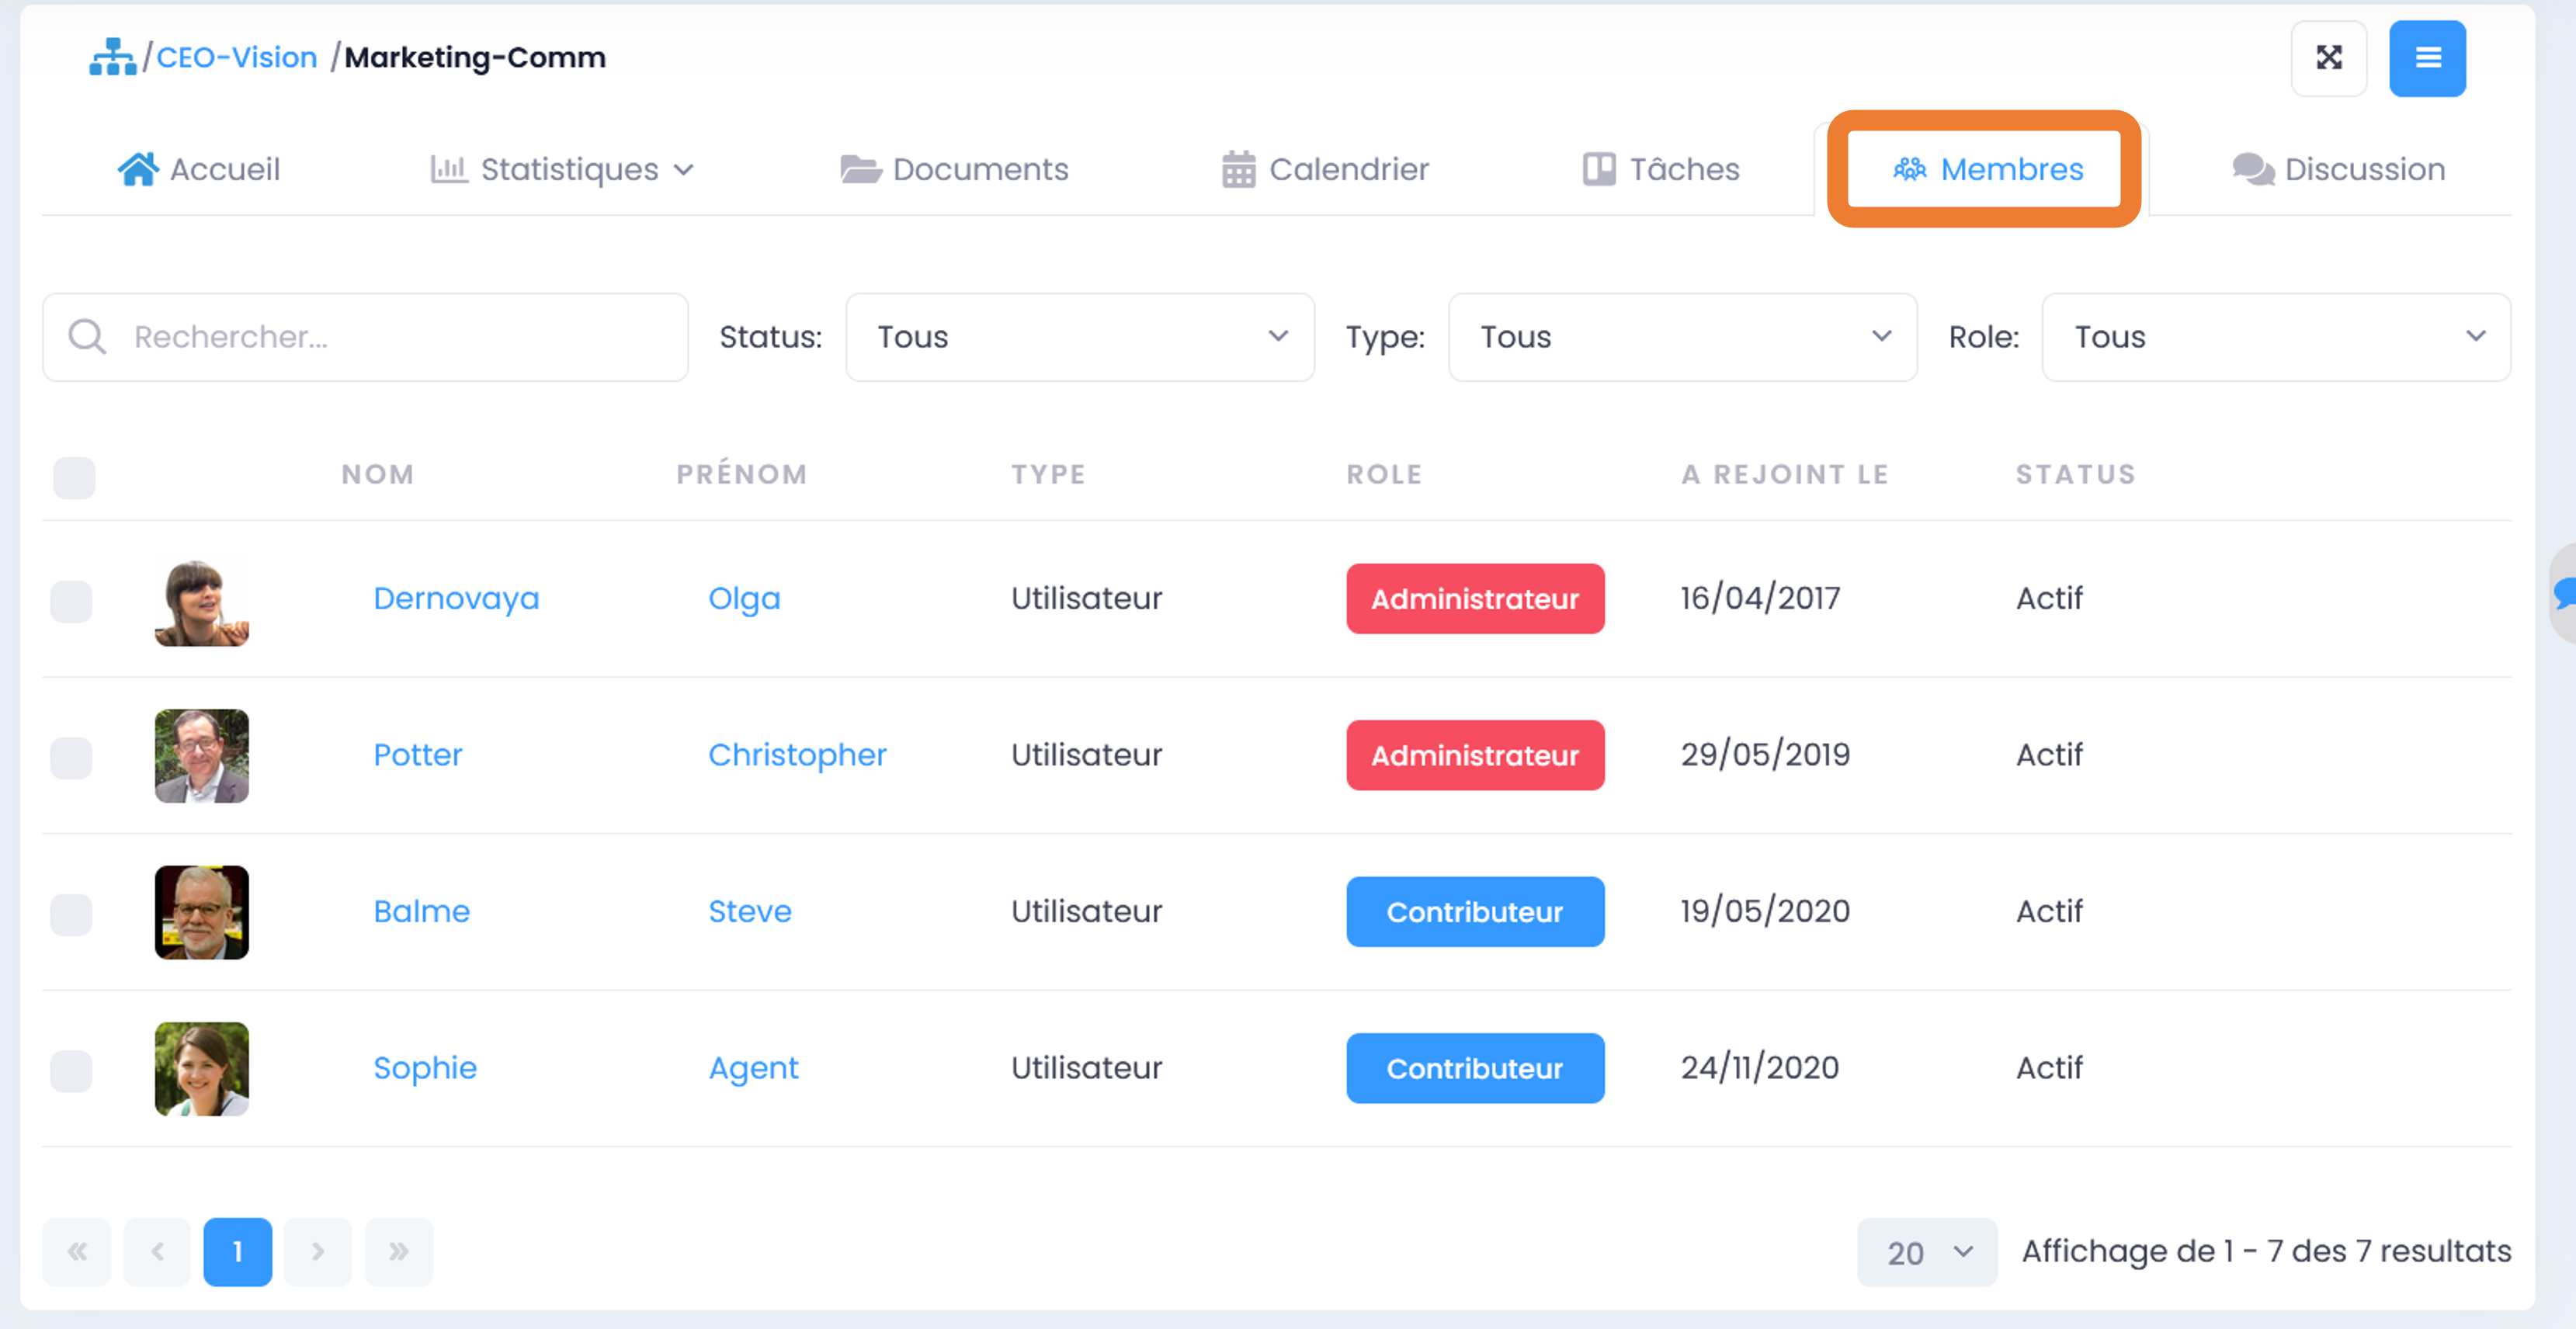 /CEO-Vision /Marketing-Comm
Accueil Statistiques Documents Calendrier Tâches Membres Discussion
Rechercher... Status: Tous Type: Tous Role: Tous
NOM PRÉNOM TYPE ROLE A REJOINT LE STATUS
Dernovaya Olga Utilisateur Administrateur 16/04/2017 Actif
Potter Christopher Utilisateur Administrateur 29/05/2019 Actif
Balme Steve Utilisateur Contributeur 19/05/2020 Actif
Sophie Agent Utilisateur Contributeur 24/11/2020 Actif
« ‹ 1 › » 20 Affichage de 1 - 7 des 7 resultats